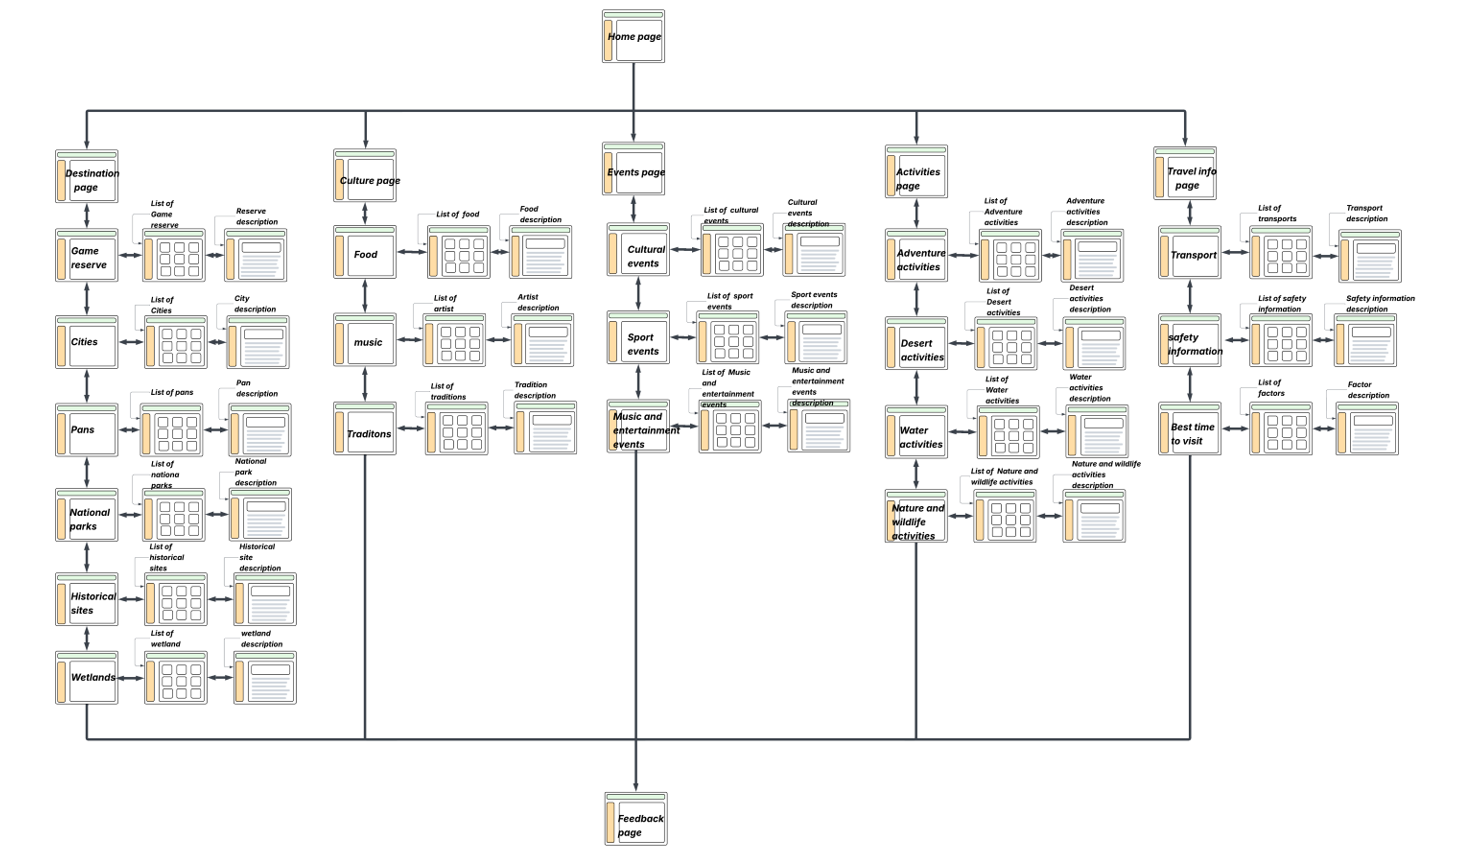 Home page
Destination
page
Game
reserve
List of
Game
reserve
Reserve
description
Cities
List of
Cities
City
description
Pans
List of pans
Pan
description
National
parks
List of
nationa
parks
National
park
description
Historical
sites
List of
historical
sites
Historical
site
description
Wetlands
List of
wetland
wetland
description
Culture page
Food
List of food
Food
description
music
List of
artist
Artist
description
Traditons
List of
traditions
Tradition
description
Events page
Cultural
events
List of cultural
events
Cultural
events
description
Sport
events
List of sport
events
Sport events
description
Music and
entertainment
events
List of Music
and
entertainment
events
Music and
entertainment
events
description
Activities
page
Adventure
activities
List of
Adventure
activities
Adventure
activities
description
Desert
activities
List of
Desert
activities
Desert
activities
description
Water
activities
List of
Water
activities
Water
activities
description
Nature and
wildlife
activities
List of Nature and
wildlife activities
Nature and wildlife
activities
description
Travel info
page
Transport
List of
transports
Transport
description
safety
information
List of safety
information
Safety information
description
Best time
to visit
List of
factors
Factor
description
Feedback
page